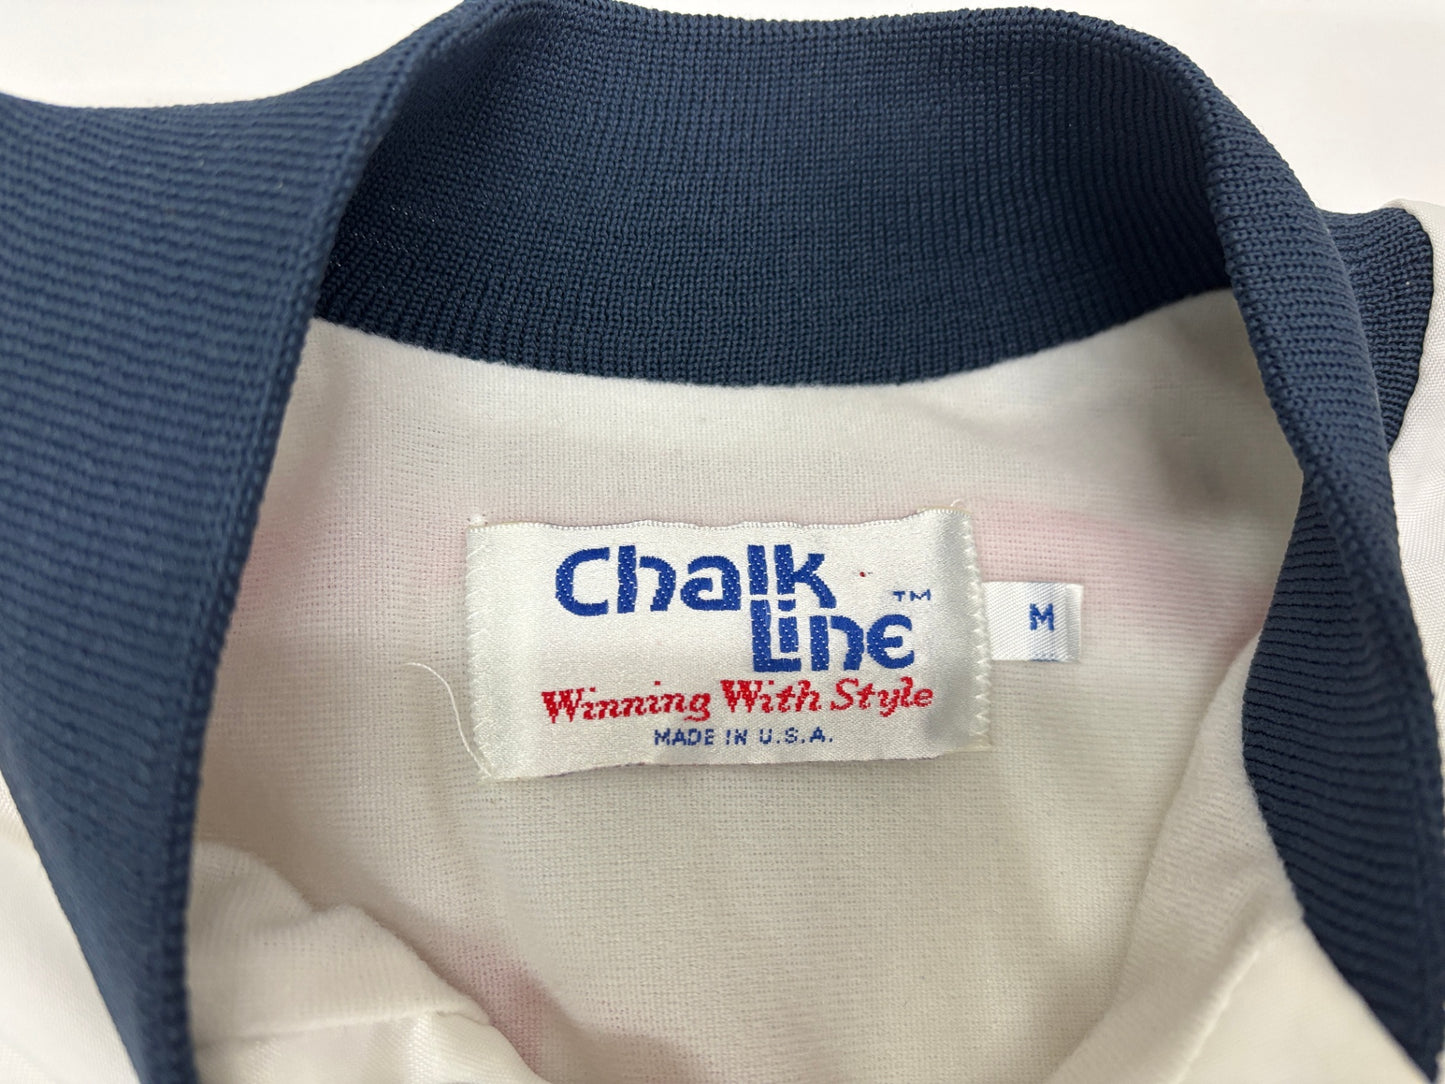 Chalk
Line™
M
Winning With Style
MADE IN U.S.A.